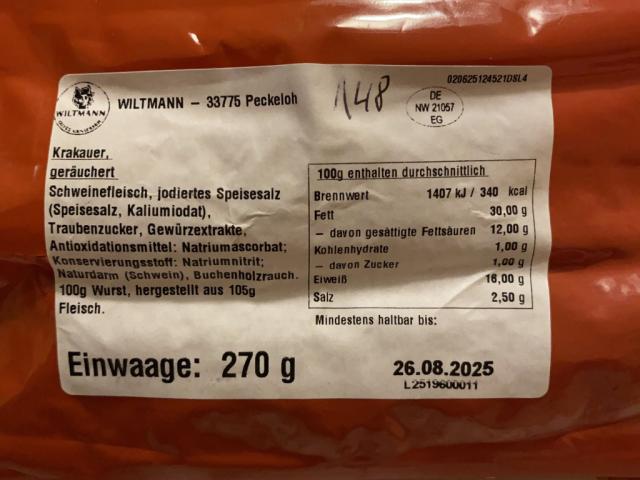 020625124521DSL4
WILTMANN
WILTMANN – 33775 Peckeloh
148
DE
NW 21057
EG
Krakauer,
geräuchert
Schweinefleisch, jodiertes Speisesalz
(Speisesalz, Kaliumiodat),
Traubenzucker, Gewürzextrakte,
Antioxidationsmittel: Natriumascorbat;
Konservierungsstoff: Natriumnitrit;
Naturdarm (Schwein), Buchenholzrauch.
100g Wurst, hergestellt aus 105g
Fleisch.
100g enthalten durchschnittlich
Brennwert 1407 kJ / 340 kcal
Fett 30,00 g
– davon gesättigte Fettsäuren 12,00 g
Kohlenhydrate 1,00 g
– davon Zucker 1,00 g
Eiweiß 16,00 g
Salz 2,50 g
Mindestens haltbar bis:
Einwaage: 270 g
26.08.2025
L2519600011